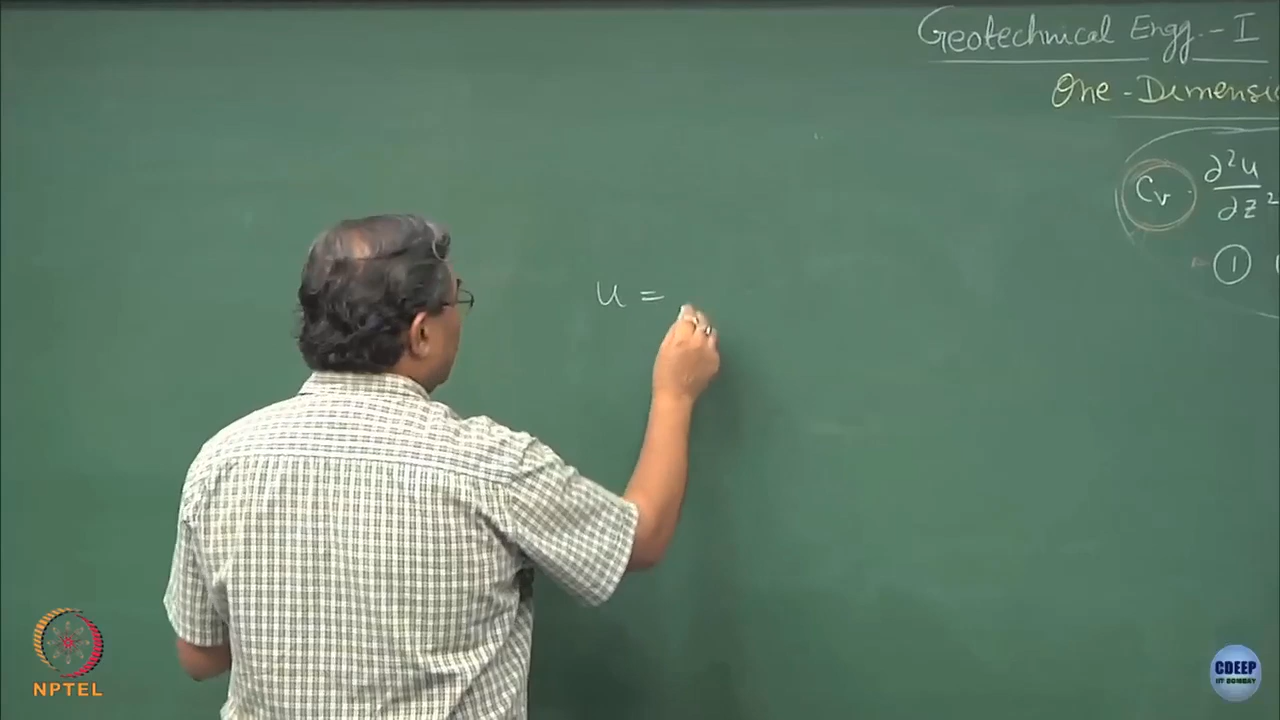 Geotechnical Engg. - I
One - Dimensi
Cv . ∂²u
∂z²
①
u =
NPTEL
CDEEP
IIT BOMBAY